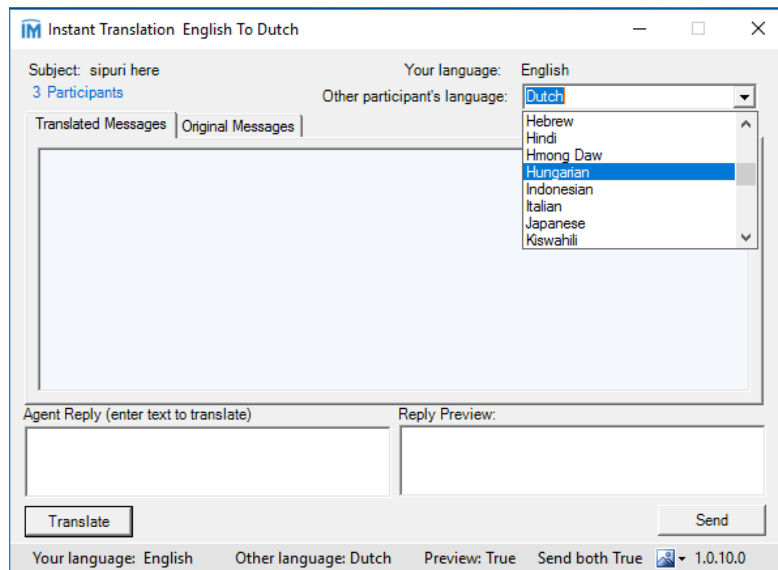 IM Instant Translation English To Dutch
Subject: sipuri here
Your language: English
3 Participants
Other participant's language: Dutch
Translated Messages
Original Messages
Hebrew
Hindi
Hmong Daw
Hungarian
Indonesian
Italian
Japanese
Kiswahili
Agent Reply (enter text to translate)
Reply Preview:
Translate
Send
Your language: English Other language: Dutch Preview: True Send both True 1.0.10.0